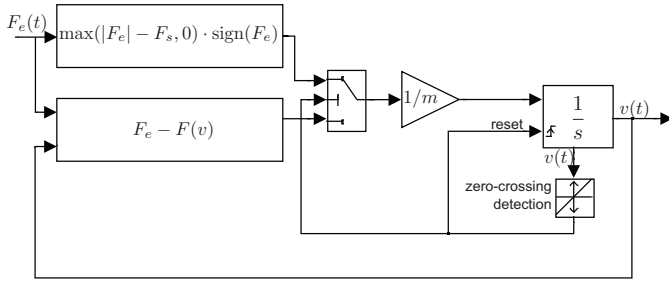 F_e(t)
max(|F_e| − F_s, 0) · sign(F_e)
F_e − F(v)
1/m
reset
1/s
v(t)
v(t)
zero-crossing
detection